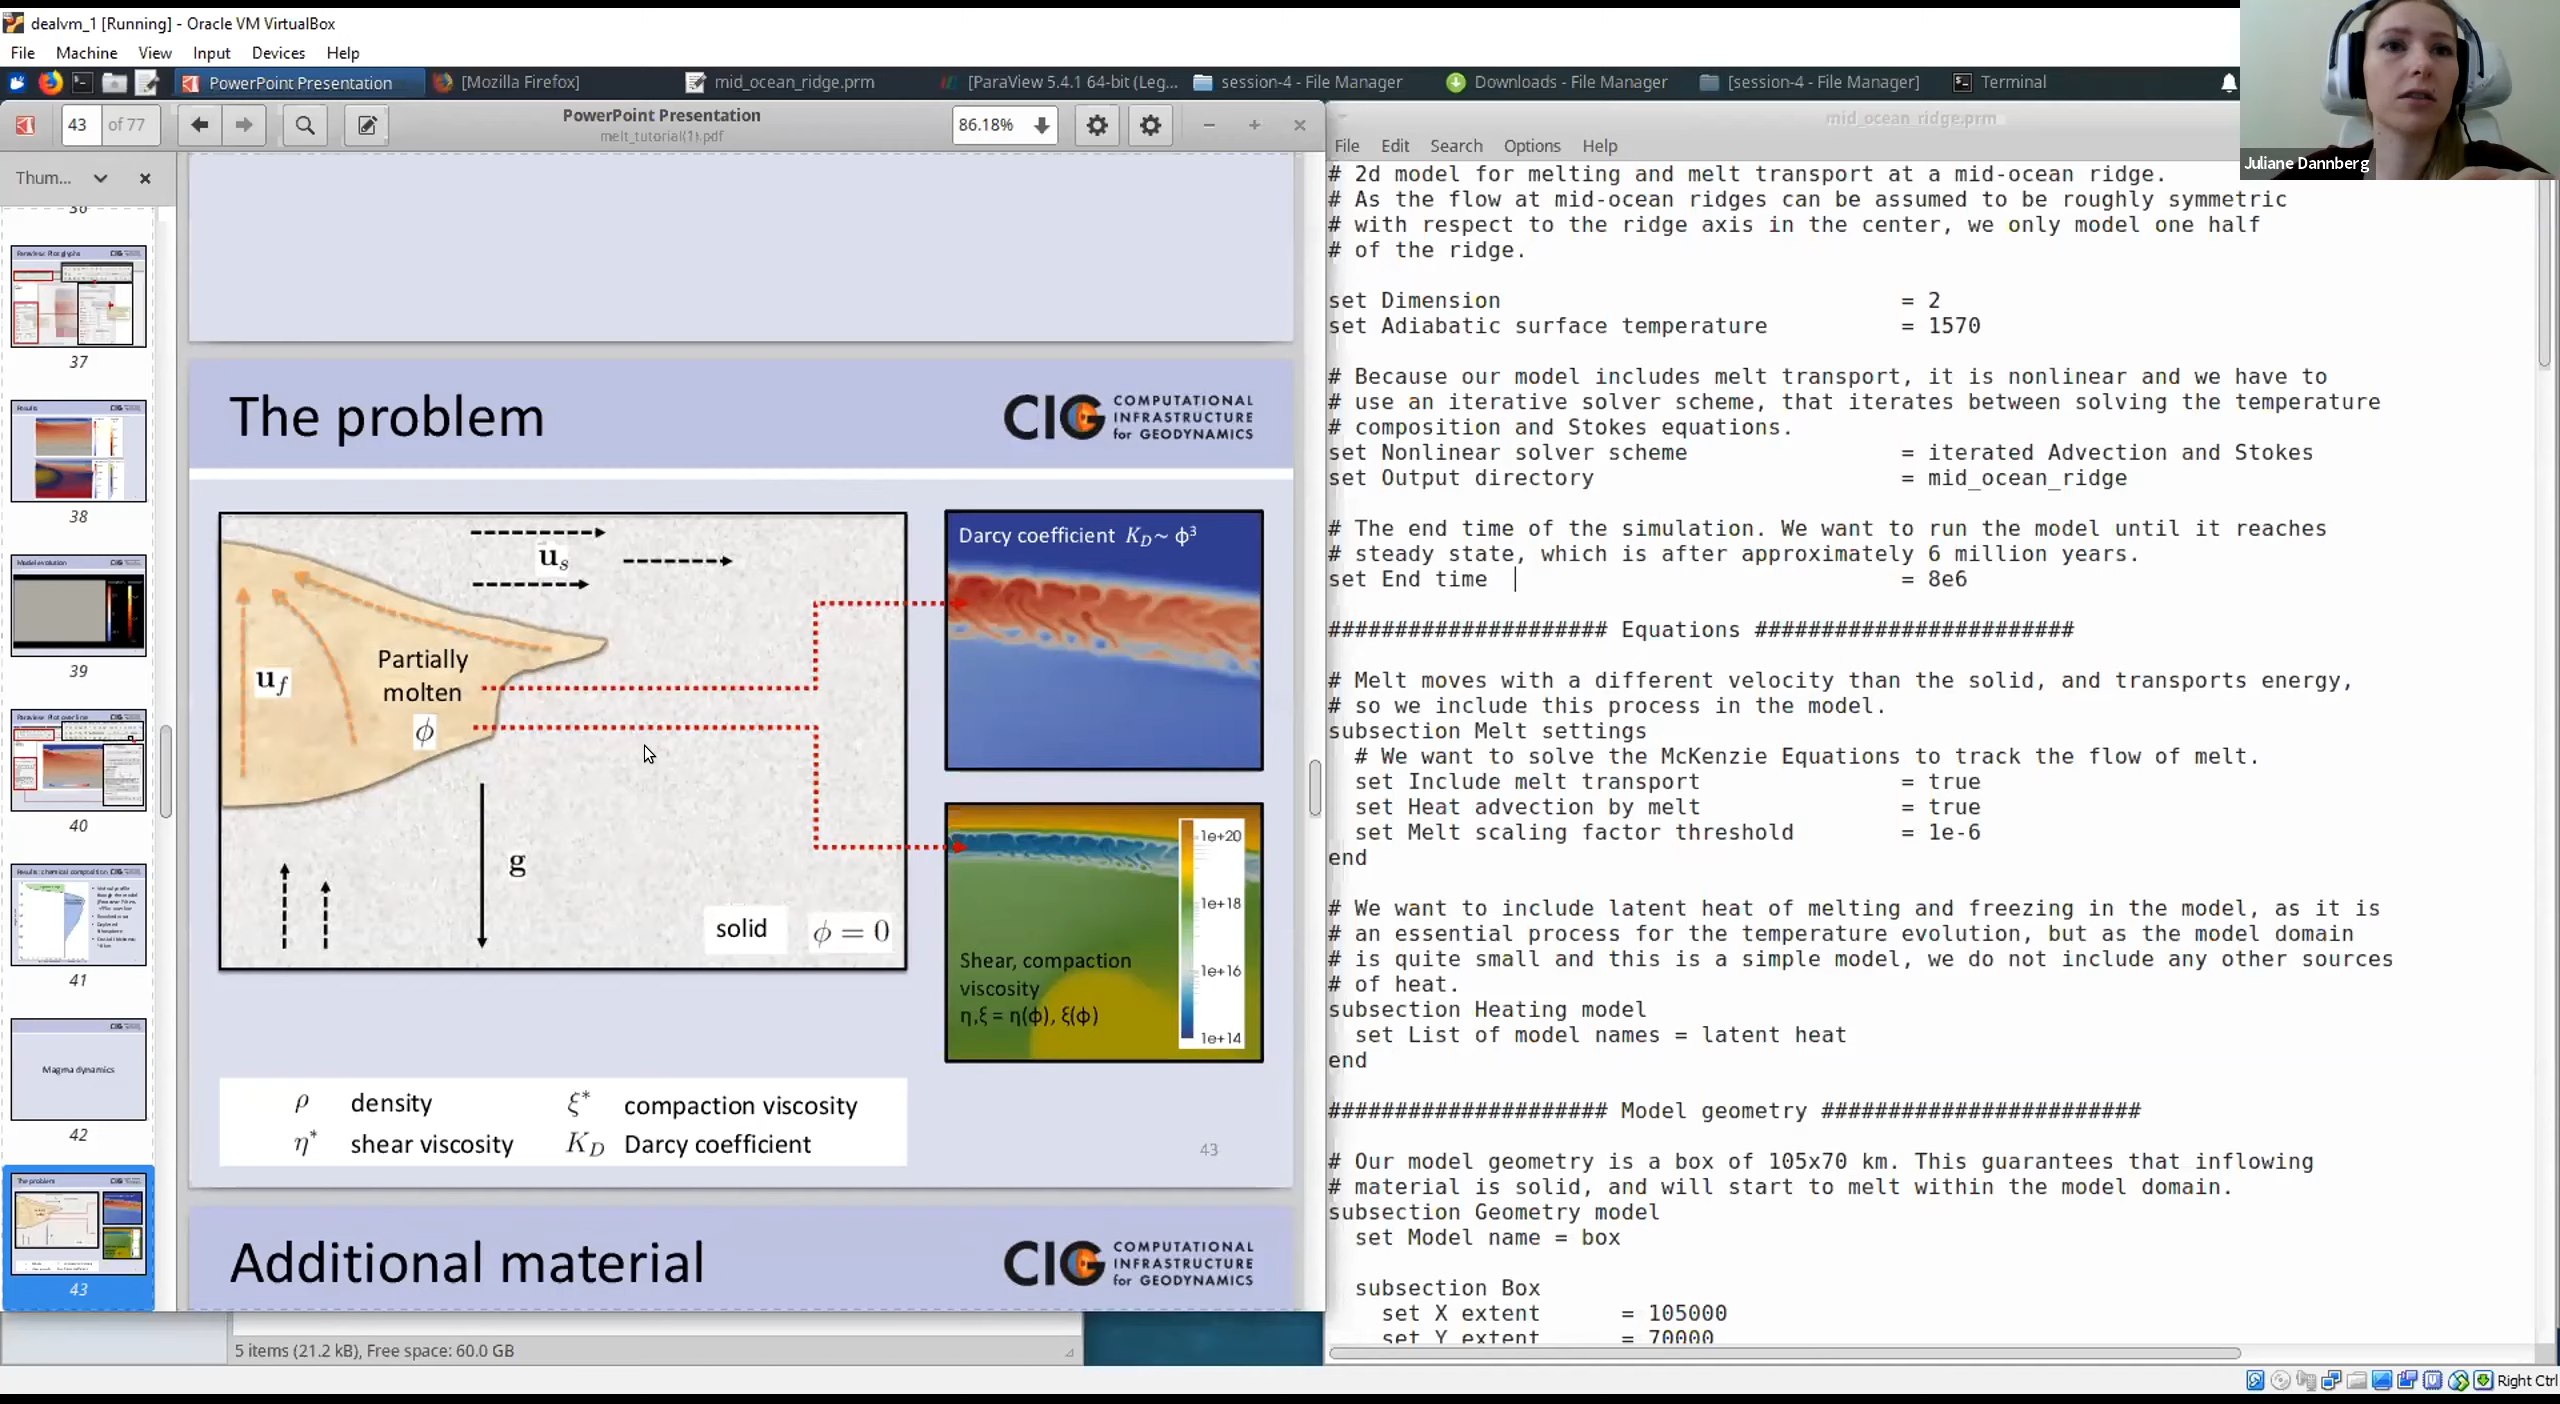 dealvm_1 [Running] - Oracle VM VirtualBox
File Machine View Input Devices Help
PowerPoint Presentation [Mozilla Firefox] mid_ocean_ridge.prm [ParaView 5.4.1 64-bit (Leg... session-4 - File Manager Downloads - File Manager [session-4 - File Manager] Terminal
43 of 77
PowerPoint Presentation
melt_tutorial(1).pdf
86.18%
Thum...
36
37
Results
38
Model evolution
39
40
41
Magma dynamics
42
The problem
43
The problem
CIG COMPUTATIONAL
INFRASTRUCTURE
for GEODYNAMICS
u_s
u_f
Partially
molten
ϕ
g
solid ϕ = 0
Darcy coefficient K_D ~ ϕ³
1e+20
1e+18
1e+16
1e+14
Shear, compaction
viscosity
η,ξ = η(ϕ), ξ(ϕ)
ρ density ξ* compaction viscosity
η* shear viscosity K_D Darcy coefficient
43
Additional material
CIG COMPUTATIONAL
INFRASTRUCTURE
for GEODYNAMICS
5 items (21.2 kB), Free space: 60.0 GB
mid_ocean_ridge.prm
File Edit Search Options Help
# 2d model for melting and melt transport at a mid-ocean ridge.
# As the flow at mid-ocean ridges can be assumed to be roughly symmetric
# with respect to the ridge axis in the center, we only model one half
# of the ridge.
set Dimension = 2
set Adiabatic surface temperature = 1570
# Because our model includes melt transport, it is nonlinear and we have to
# use an iterative solver scheme, that iterates between solving the temperature
# composition and Stokes equations.
set Nonlinear solver scheme = iterated Advection and Stokes
set Output directory = mid_ocean_ridge
# The end time of the simulation. We want to run the model until it reaches
# steady state, which is after approximately 6 million years.
set End time = 8e6
##################### Equations ########################
# Melt moves with a different velocity than the solid, and transports energy,
# so we include this process in the model.
subsection Melt settings
# We want to solve the McKenzie Equations to track the flow of melt.
set Include melt transport = true
set Heat advection by melt = true
set Melt scaling factor threshold = 1e-6
end
# We want to include latent heat of melting and freezing in the model, as it is
# an essential process for the temperature evolution, but as the model domain
# is quite small and this is a simple model, we do not include any other sources
# of heat.
subsection Heating model
set List of model names = latent heat
end
##################### Model geometry ########################
# Our model geometry is a box of 105x70 km. This guarantees that inflowing
# material is solid, and will start to melt within the model domain.
subsection Geometry model
set Model name = box
subsection Box
set X extent = 105000
set Y extent = 70000
Juliane Dannberg
Right Ctrl